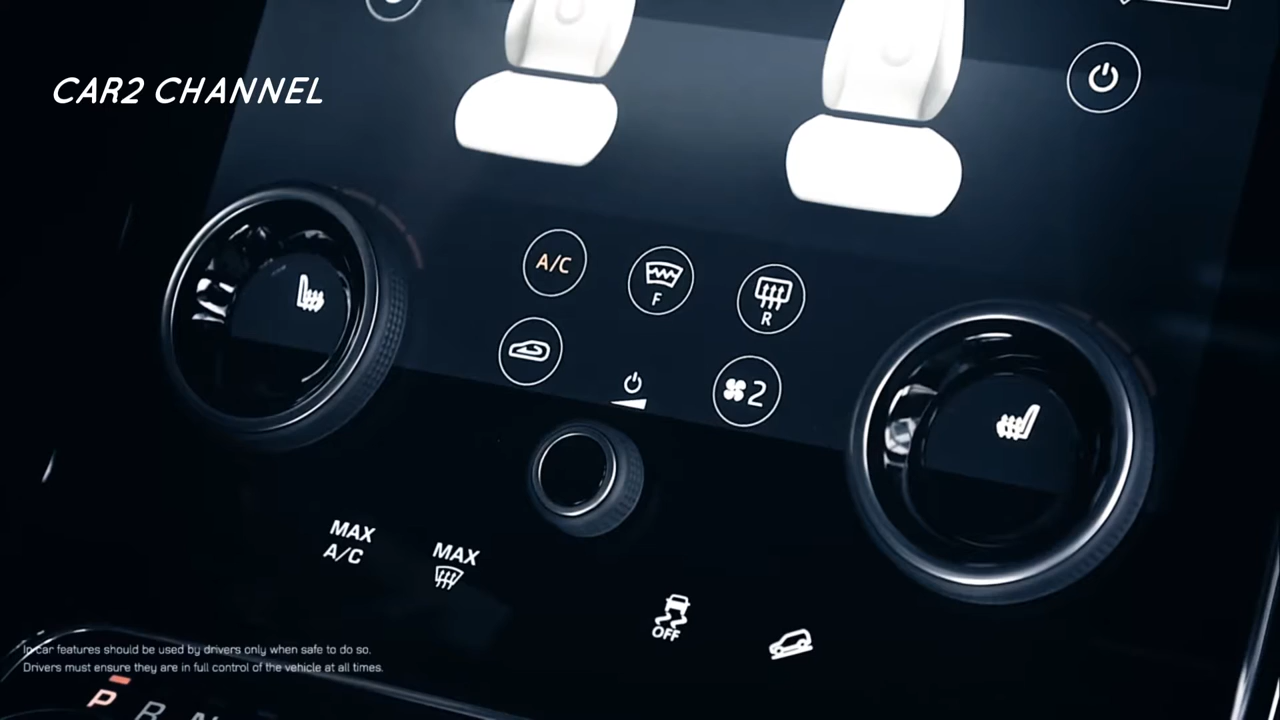 CAR2 CHANNEL
A/C
F
R
2
MAX
A/C
MAX
OFF
In car features should be used by drivers only when safe to do so.
Drivers must ensure they are in full control of the vehicle at all times.
P R N